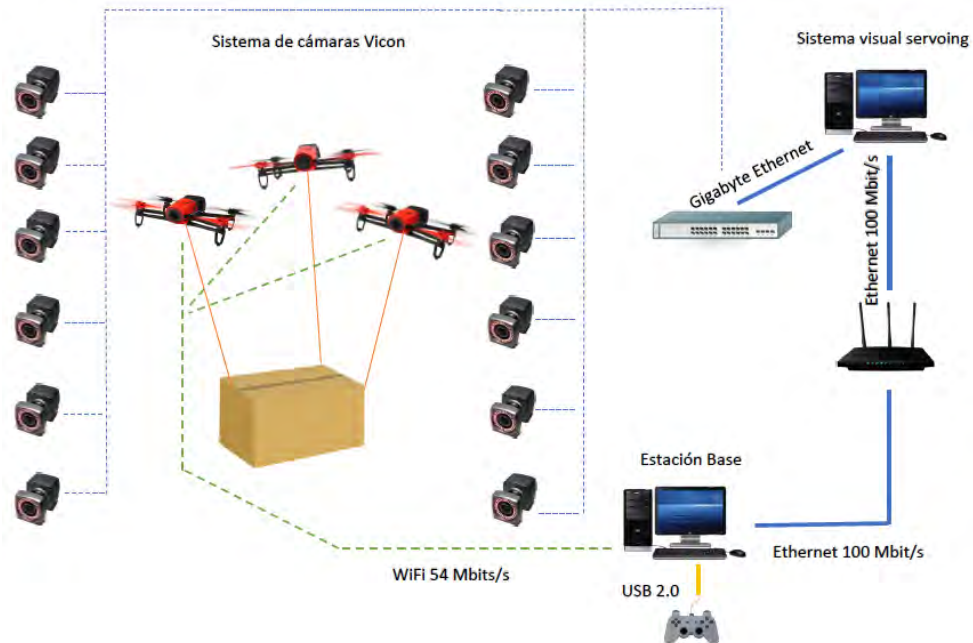 Sistema de cámaras Vicon
Sistema visual servoing
Gigabyte Ethernet
Ethernet 100 Mbit/s
Estación Base
Ethernet 100 Mbit/s
WiFi 54 Mbits/s
USB 2.0